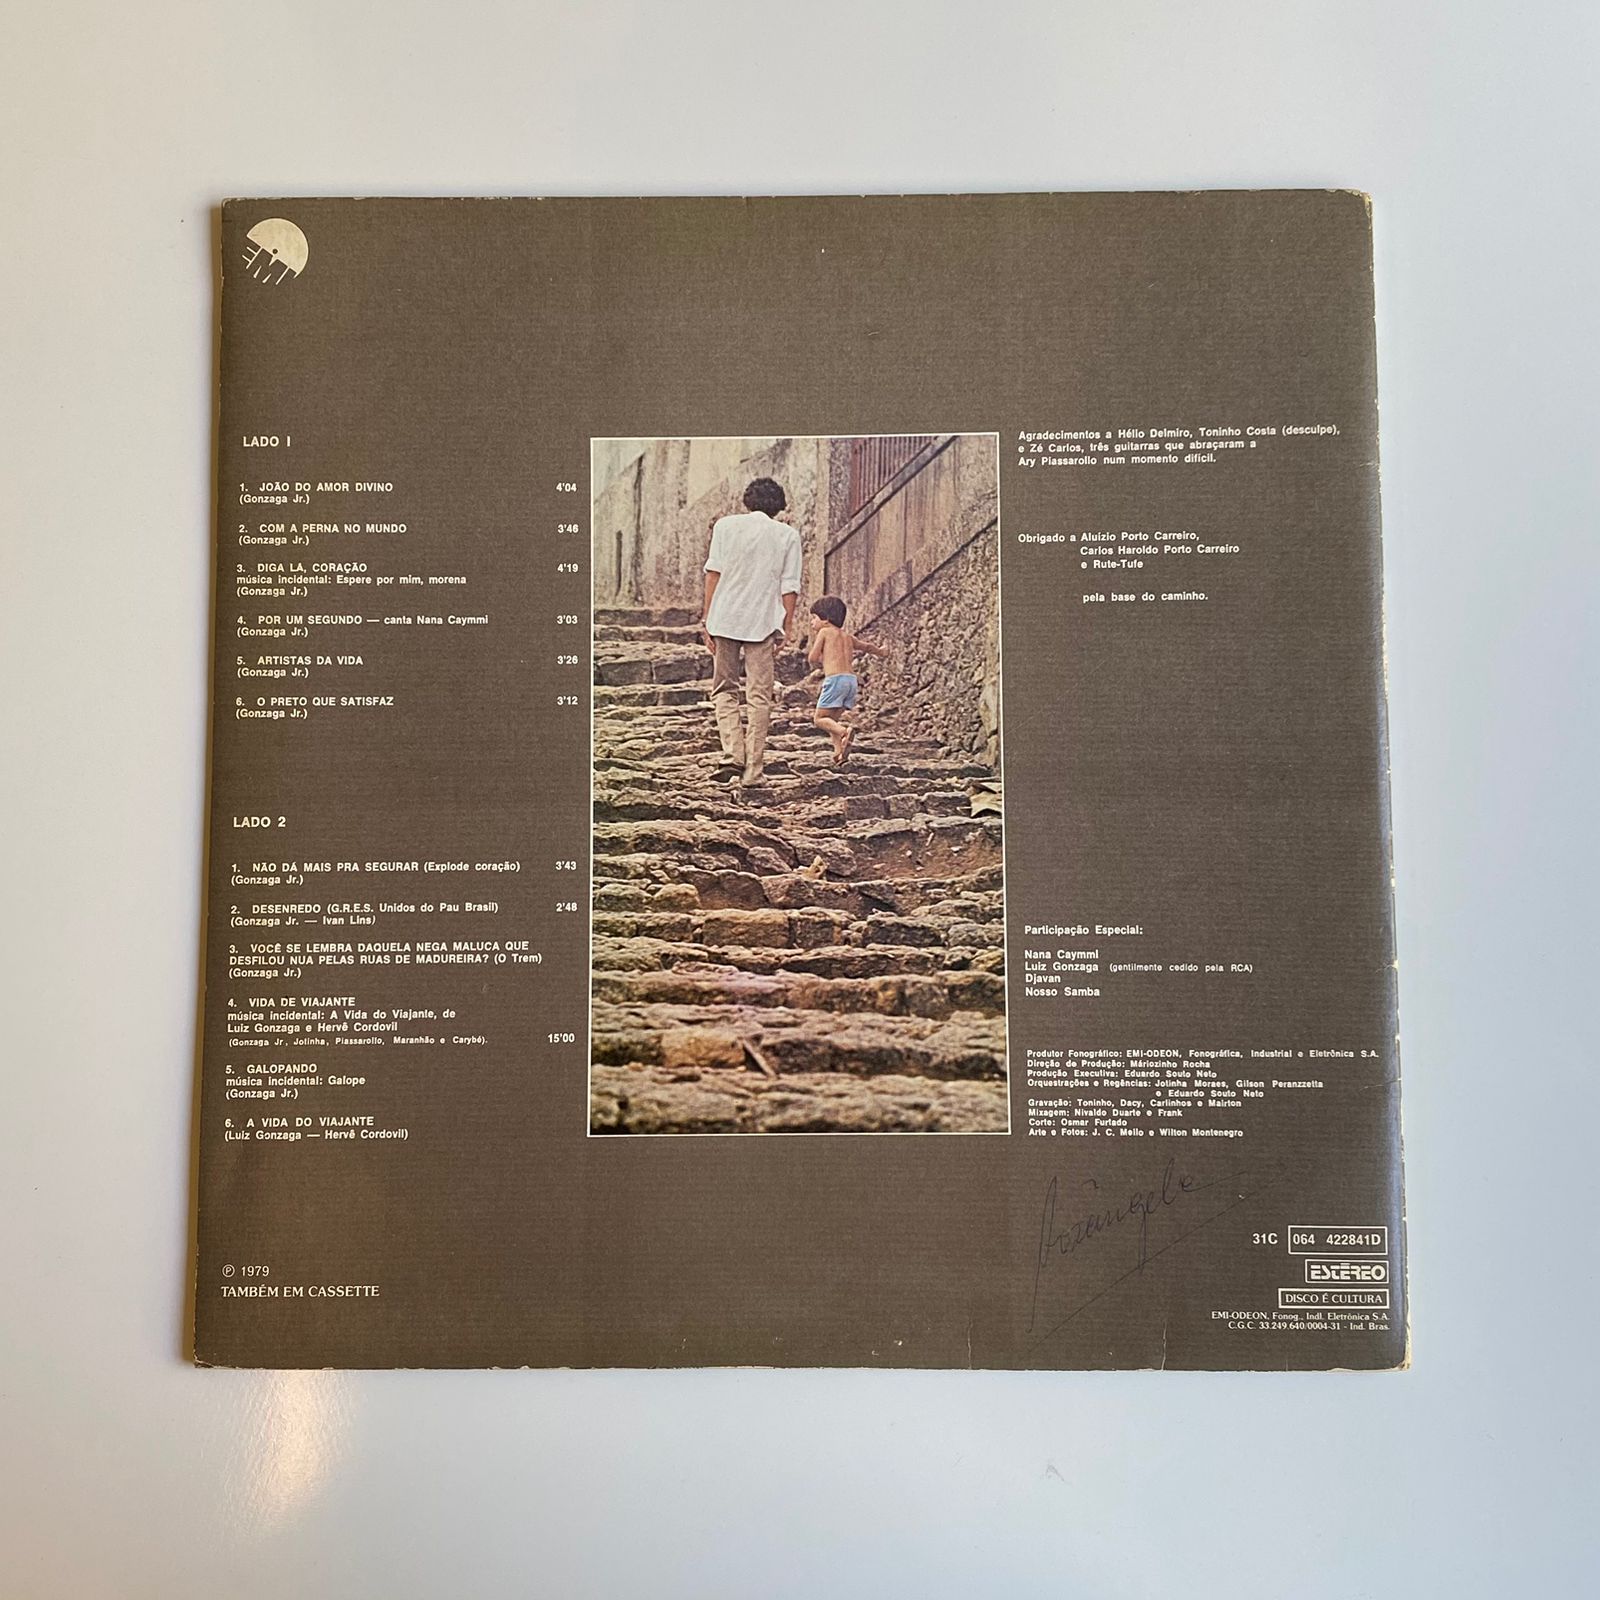 EMI
LADO 1
1. JOÃO DO AMOR DIVINO 4'04
(Gonzaga Jr.)
2. COM A PERNA NO MUNDO 3'46
(Gonzaga Jr.)
3. DIGA LÁ, CORAÇÃO 4'19
música incidental: Espere por mim, morena
(Gonzaga Jr.)
4. POR UM SEGUNDO — canta Nana Caymmi 3'03
(Gonzaga Jr.)
5. ARTISTAS DA VIDA 3'26
(Gonzaga Jr.)
6. O PRETO QUE SATISFAZ 3'12
(Gonzaga Jr.)
LADO 2
1. NÃO DÁ MAIS PRA SEGURAR (Explode coração) 3'43
(Gonzaga Jr.)
2. DESENREDO (G.R.E.S. Unidos do Pau Brasil) 2'48
(Gonzaga Jr. — Ivan Lins)
3. VOCÊ SE LEMBRA DAQUELA NEGA MALUCA QUE
DESFILOU NUA PELAS RUAS DE MADUREIRA? (O Trem)
(Gonzaga Jr.)
4. VIDA DE VIAJANTE
música incidental: A Vida do Viajante, de
Luiz Gonzaga e Hervê Cordovil
(Gonzaga Jr, Jotinha, Piassarollo, Maranhão e Carybé). 15'00
5. GALOPANDO
música incidental: Galope
(Gonzaga Jr.)
6. A VIDA DO VIAJANTE
(Luiz Gonzaga — Hervê Cordovil)
℗ 1979
TAMBÉM EM CASSETTE
Agradecimentos a Hélio Delmiro, Toninho Costa (desculpe),
e Zé Carlos, três guitarras que abraçaram a
Ary Piassarollo num momento difícil.
Obrigado a Aluízio Porto Carreiro,
Carlos Haroldo Porto Carreiro
e Rute-Tufe
pela base do caminho.
Participação Especial:
Nana Caymmi
Luiz Gonzaga (gentilmente cedido pela RCA)
Djavan
Nosso Samba
Produtor Fonográfico: EMI-ODEON, Fonográfica, Industrial e Eletrônica S.A.
Direção de Produção: Máriozinho Rocha
Produção Executiva: Eduardo Souto Neto
Orquestrações e Regências: Jotinha Moraes, Gilson Peranzzetta
e Eduardo Souto Neto
Gravação: Toninho, Dacy, Carlinhos e Mairton
Mixagem: Nivaldo Duarte e Frank
Corte: Osmar Furtado
Arte e Fotos: J. C. Mello e Wilton Montenegro
31C 064 422841D
ESTÉREO
DISCO É CULTURA
EMI-ODEON, Fonog., Indl. Eletrônica S.A.
C.G.C. 33.249.640/0004-31 - Ind. Bras.